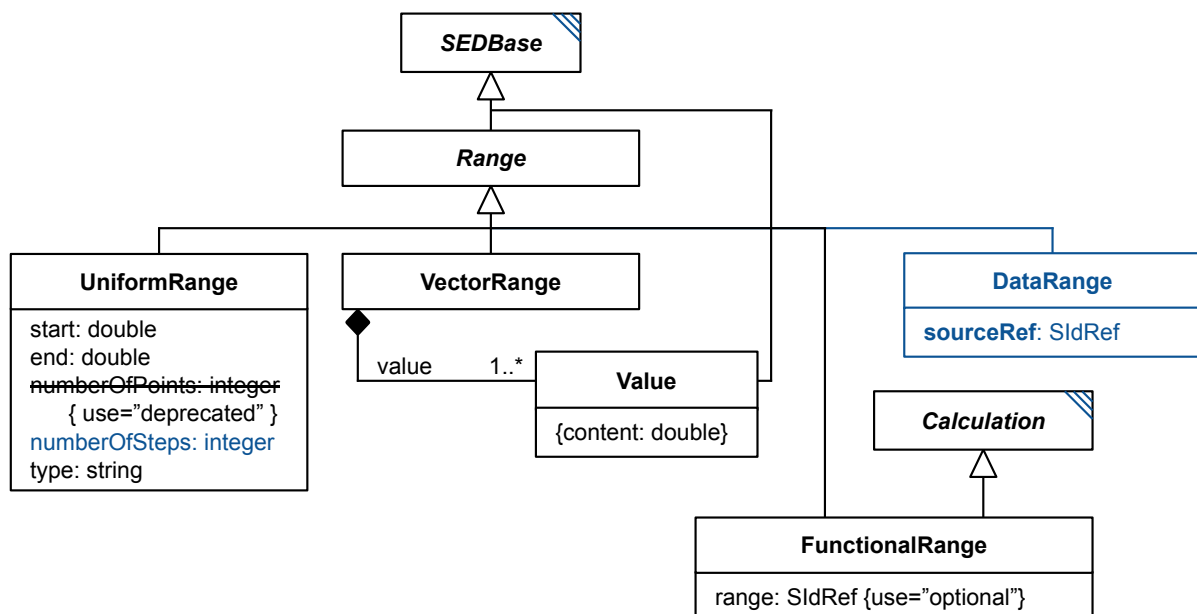 SEDBase
Range
UniformRange
start: double
end: double
numberOfPoints: integer
{ use=”deprecated” }
numberOfSteps: integer
type: string
VectorRange
value 1..*
Value
{content: double}
DataRange
sourceRef: SIdRef
Calculation
FunctionalRange
range: SIdRef {use=”optional”}